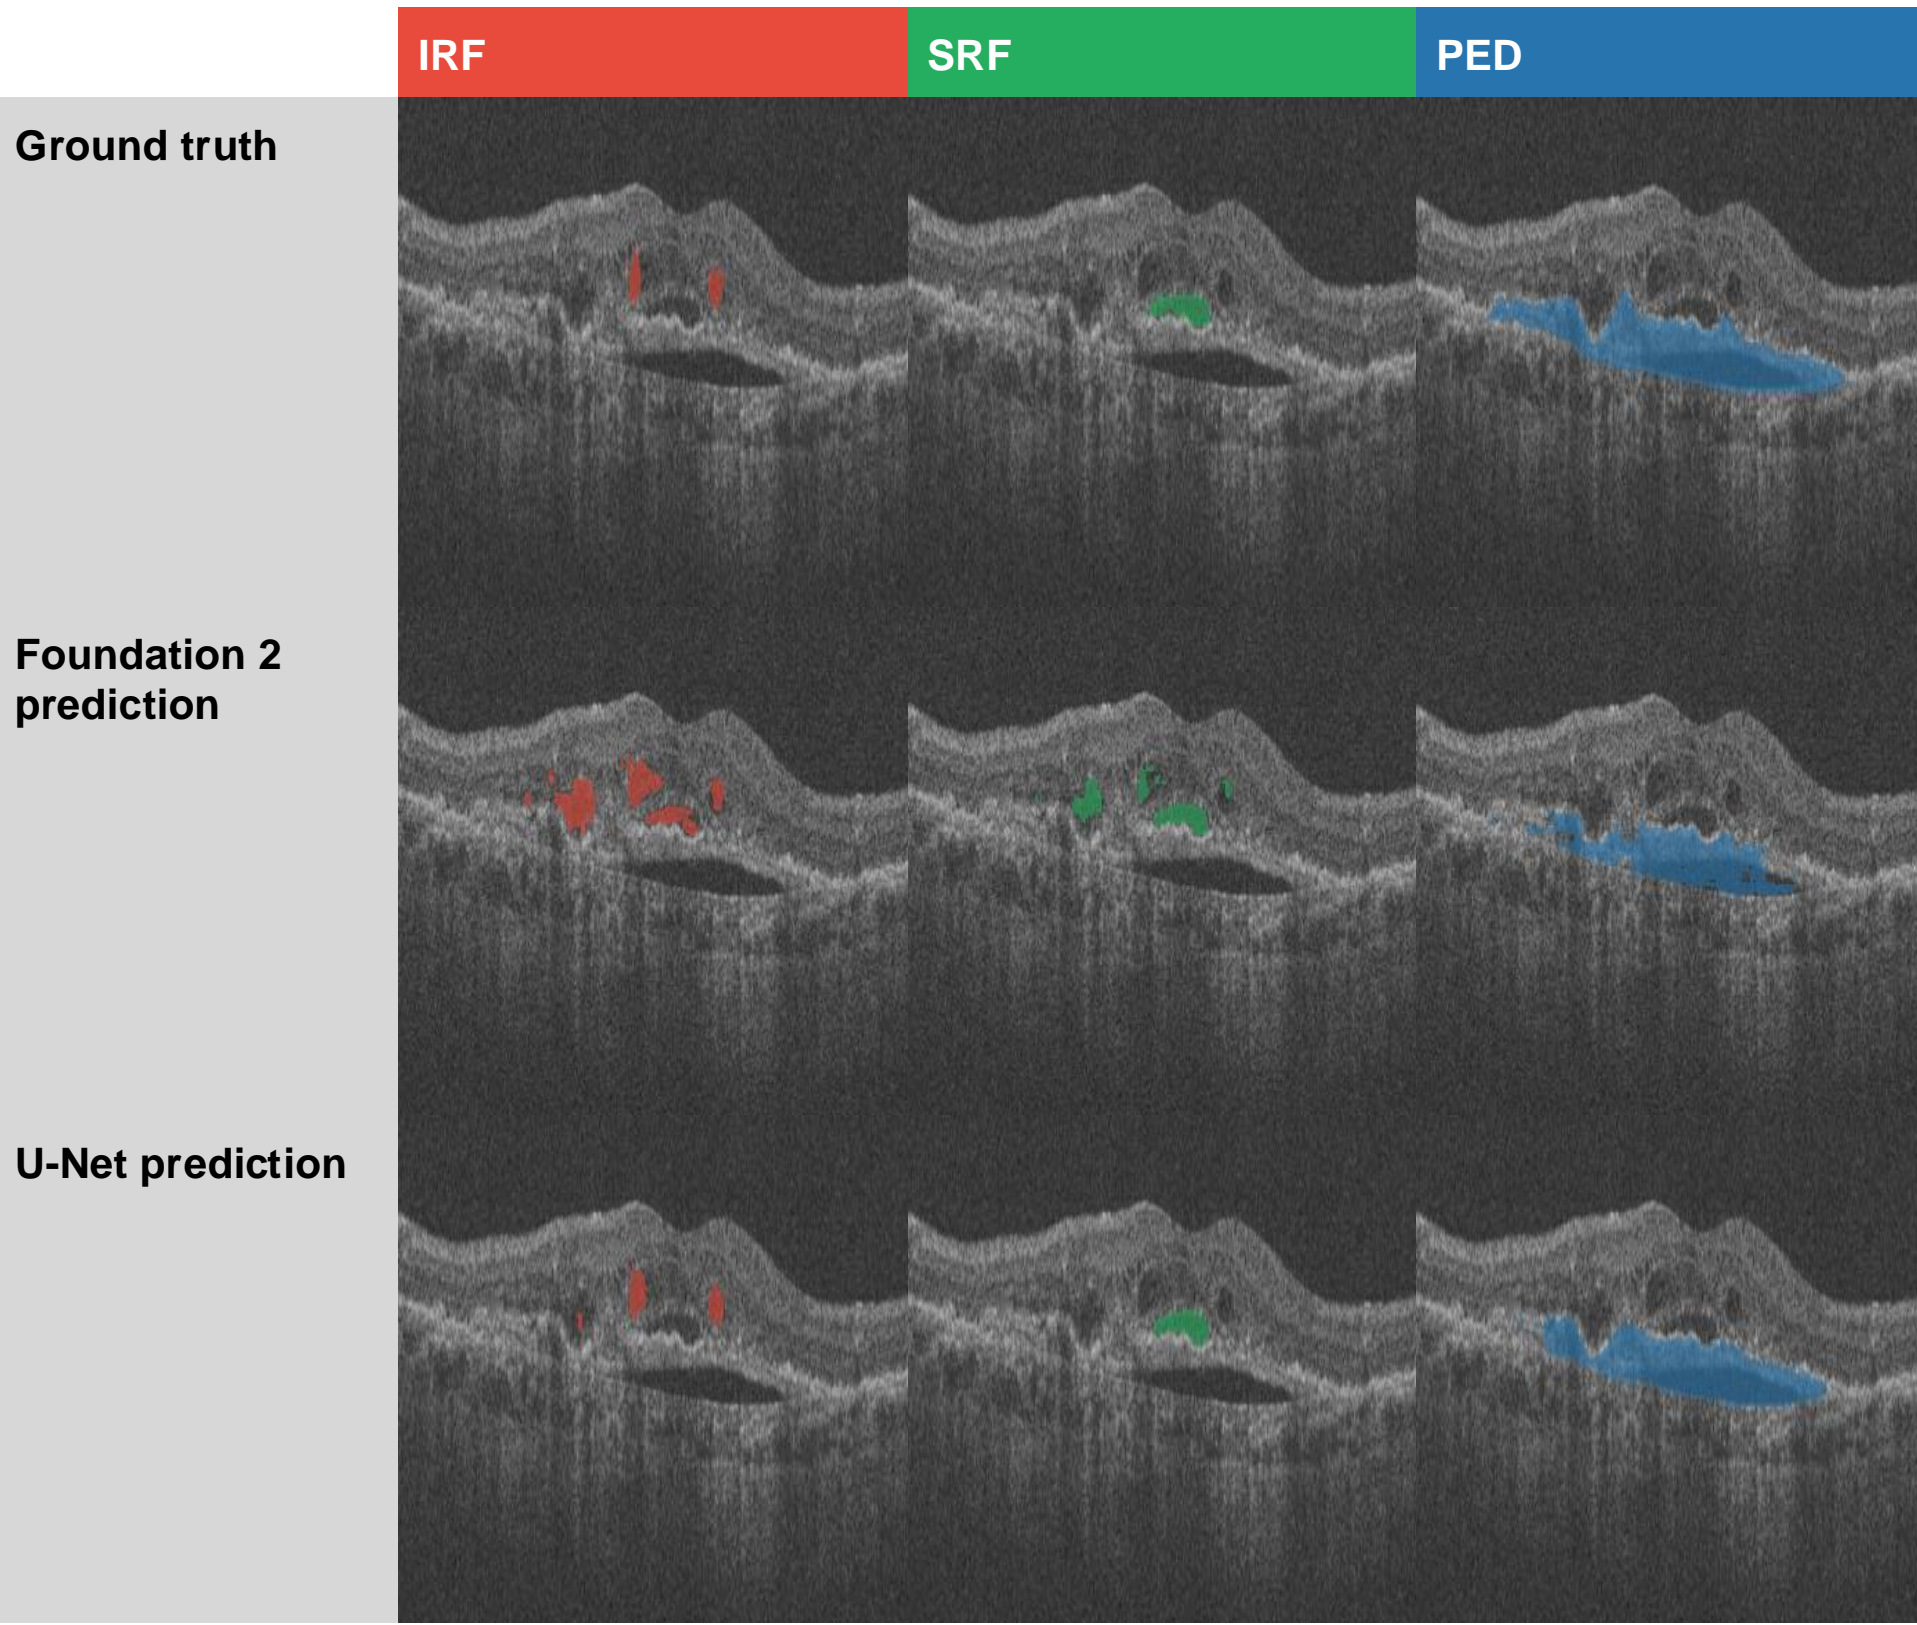 IRF
SRF
PED
Ground truth
Foundation 2
prediction
U-Net prediction